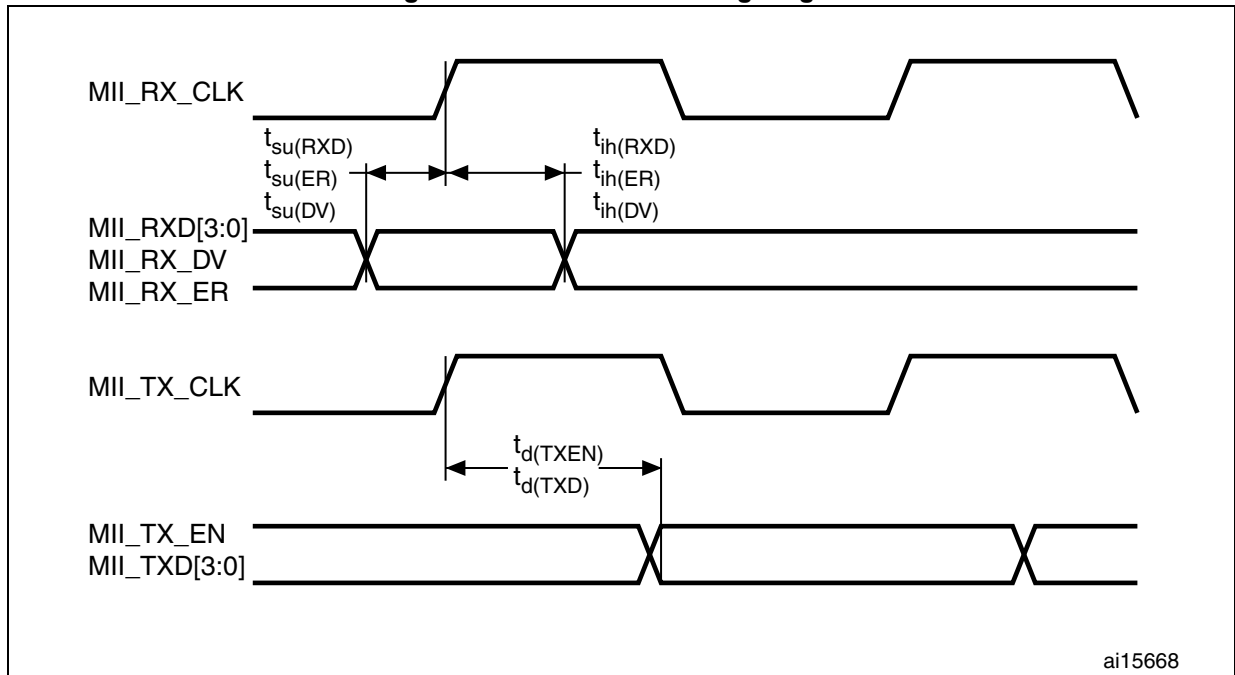 MII_RX_CLK
tsu(RXD)
tsu(ER)
tsu(DV)
tih(RXD)
tih(ER)
tih(DV)
MII_RXD[3:0]
MII_RX_DV
MII_RX_ER
MII_TX_CLK
td(TXEN)
td(TXD)
MII_TX_EN
MII_TXD[3:0]
ai15668